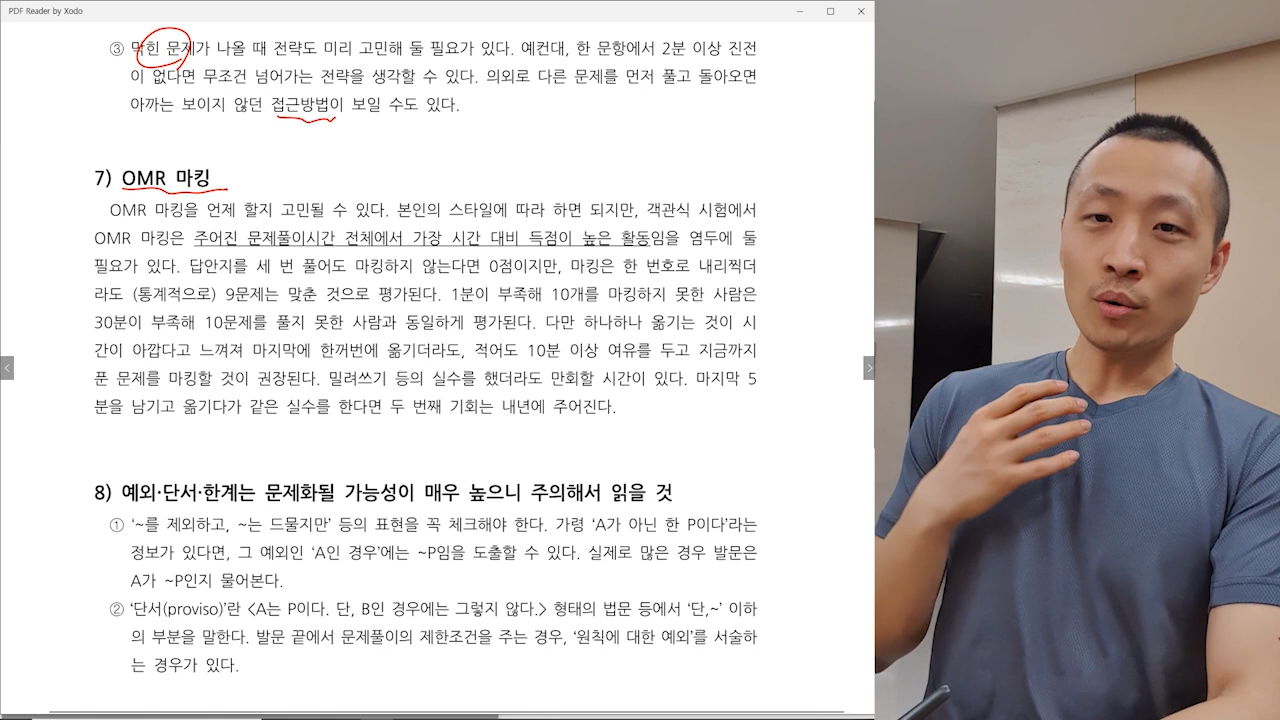 PDF Reader by Xodo
③ 막힌 문제가 나올 때 전략도 미리 고민해 둘 필요가 있다. 예컨대, 한 문항에서 2분 이상 진전
이 없다면 무조건 넘어가는 전략을 생각할 수 있다. 의외로 다른 문제를 먼저 풀고 돌아오면
아까는 보이지 않던 접근방법이 보일 수도 있다.
7) OMR 마킹
OMR 마킹을 언제 할지 고민될 수 있다. 본인의 스타일에 따라 하면 되지만, 객관식 시험에서
OMR 마킹은 주어진 문제풀이시간 전체에서 가장 시간 대비 득점이 높은 활동임을 염두에 둘
필요가 있다. 답안지를 세 번 풀어도 마킹하지 않는다면 0점이지만, 마킹은 한 번호로 내리찍더
라도 (통계적으로) 9문제는 맞춘 것으로 평가된다. 1분이 부족해 10개를 마킹하지 못한 사람은
30분이 부족해 10문제를 풀지 못한 사람과 동일하게 평가된다. 다만 하나하나 옮기는 것이 시
간이 아깝다고 느껴져 마지막에 한꺼번에 옮기더라도, 적어도 10분 이상 여유를 두고 지금까지
푼 문제를 마킹할 것이 권장된다. 밀려쓰기 등의 실수를 했더라도 만회할 시간이 있다. 마지막 5
분을 남기고 옮기다가 같은 실수를 한다면 두 번째 기회는 내년에 주어진다.
8) 예외·단서·한계는 문제화될 가능성이 매우 높으니 주의해서 읽을 것
① ‘~를 제외하고, ~는 드물지만’ 등의 표현을 꼭 체크해야 한다. 가령 ‘A가 아닌 한 P이다’라는
정보가 있다면, 그 예외인 ‘A인 경우’에는 ~P임을 도출할 수 있다. 실제로 많은 경우 발문은
A가 ~P인지 물어본다.
② ‘단서(proviso)’란 <A는 P이다. 단, B인 경우에는 그렇지 않다.> 형태의 법문 등에서 ‘단,~’ 이하
의 부분을 말한다. 발문 끝에서 문제풀이의 제한조건을 주는 경우, ‘원칙에 대한 예외’를 서술하
는 경우가 있다.